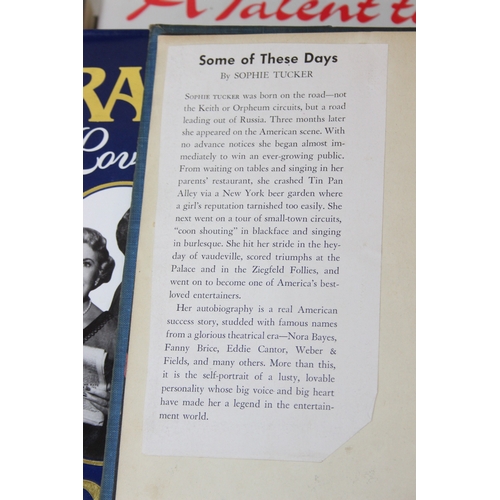 A Talent t
RA
Lov
Some of These Days
By SOPHIE TUCKER
SOPHIE TUCKER was born on the road—not
the Keith or Orpheum circuits, but a road
leading out of Russia. Three months later
she appeared on the American scene. With
no advance notices she began almost im-
mediately to win an ever-growing public.
From waiting on tables and singing in her
parents' restaurant, she crashed Tin Pan
Alley via a New York beer garden where
a girl's reputation tarnished too easily. She
next went on a tour of small-town circuits,
"coon shouting" in blackface and singing
in burlesque. She hit her stride in the hey-
day of vaudeville, scored triumphs at the
Palace and in the Ziegfeld Follies, and
went on to become one of America's best-
loved entertainers.
Her autobiography is a real American
success story, studded with famous names
from a glorious theatrical era—Nora Bayes,
Fanny Brice, Eddie Cantor, Weber &
Fields, and many others. More than this,
it is the self-portrait of a lusty, lovable
personality whose big voice and big heart
have made her a legend in the entertain-
ment world.